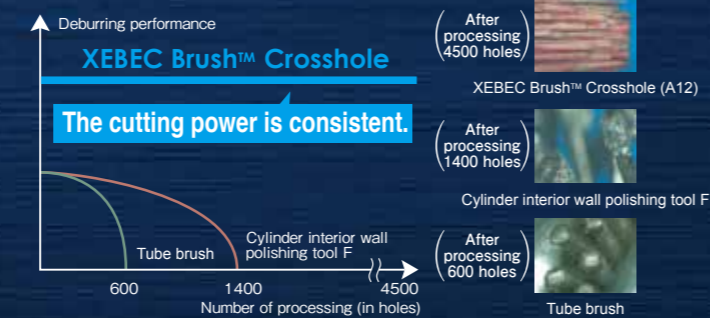 Deburring performance
XEBEC Brush™ Crosshole
The cutting power is consistent.
Tube brush
Cylinder interior wall
polishing tool F
600
1400
4500
Number of processing (in holes)
(After
processing
4500 holes)
XEBEC Brush™ Crosshole (A12)
(After
processing
1400 holes)
Cylinder interior wall polishing tool F
(After
processing
600 holes)
Tube brush